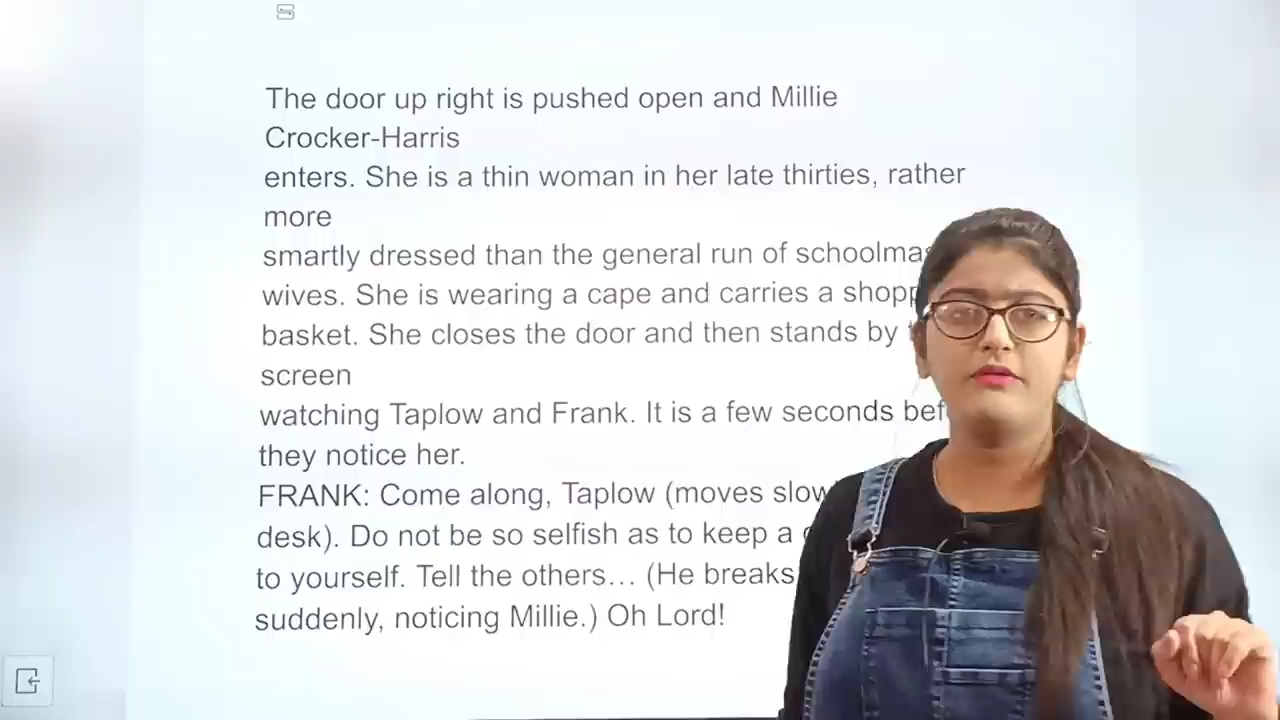 The door up right is pushed open and Millie
Crocker-Harris
enters. She is a thin woman in her late thirties, rather
more
smartly dressed than the general run of
wives. She is wearing a cape and carries a
basket. She closes the door and then stands by
screen
watching Taplow and Frank. It is a few seconds
they notice her.
FRANK: Come along, Taplow (moves
desk). Do not be so selfish as to keep a
to yourself. Tell the others… (He breaks
suddenly, noticing Millie.) Oh Lord!